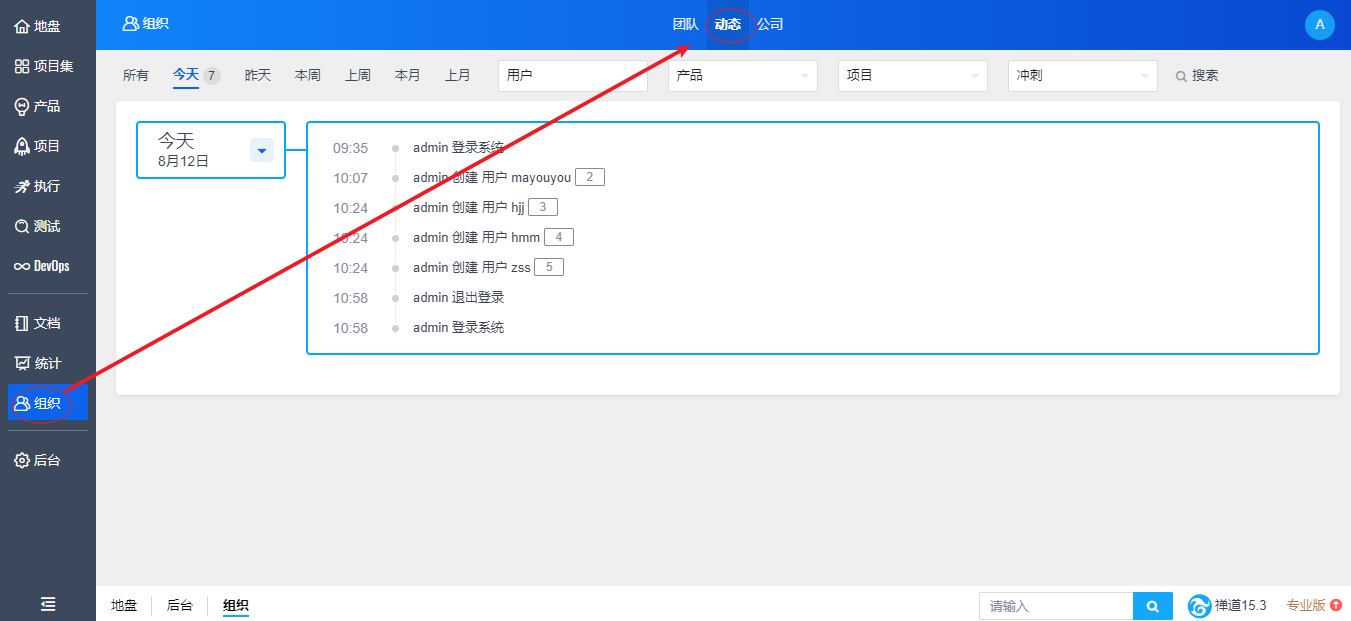 地盘
项目集
产品
项目
执行
测试
DevOps
文档
统计
组织
后台
组织
团队 动态 公司
A
所有 今天 7 昨天 本周 上周 本月 上月 用户 产品 项目 冲刺 搜索
今天
8月12日
09:35 admin 登录系统
10:07 admin 创建 用户 mayouyou 2
10:24 admin 创建 用户 hjj 3
10:24 admin 创建 用户 hmm 4
10:24 admin 创建 用户 zss 5
10:58 admin 退出登录
10:58 admin 登录系统
地盘 后台 组织
请输入
禅道15.3 专业版